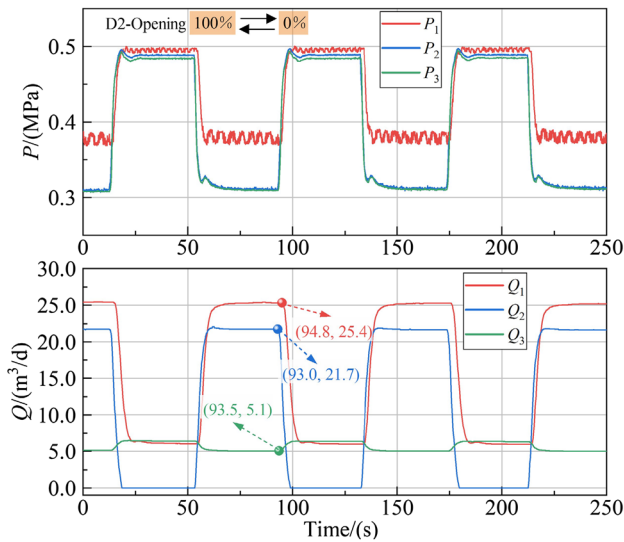 D2-Opening 100% 0%
P1
P2
P3
P/(MPa)
0.5
0.4
0.3
0 50 100 150 200 250
Q1
Q2
Q3
Q/(m³/d)
30.0
25.0
20.0
15.0
10.0
5.0
0.0
(94.8, 25.4)
(93.0, 21.7)
(93.5, 5.1)
0 50 100 150 200 250
Time/(s)